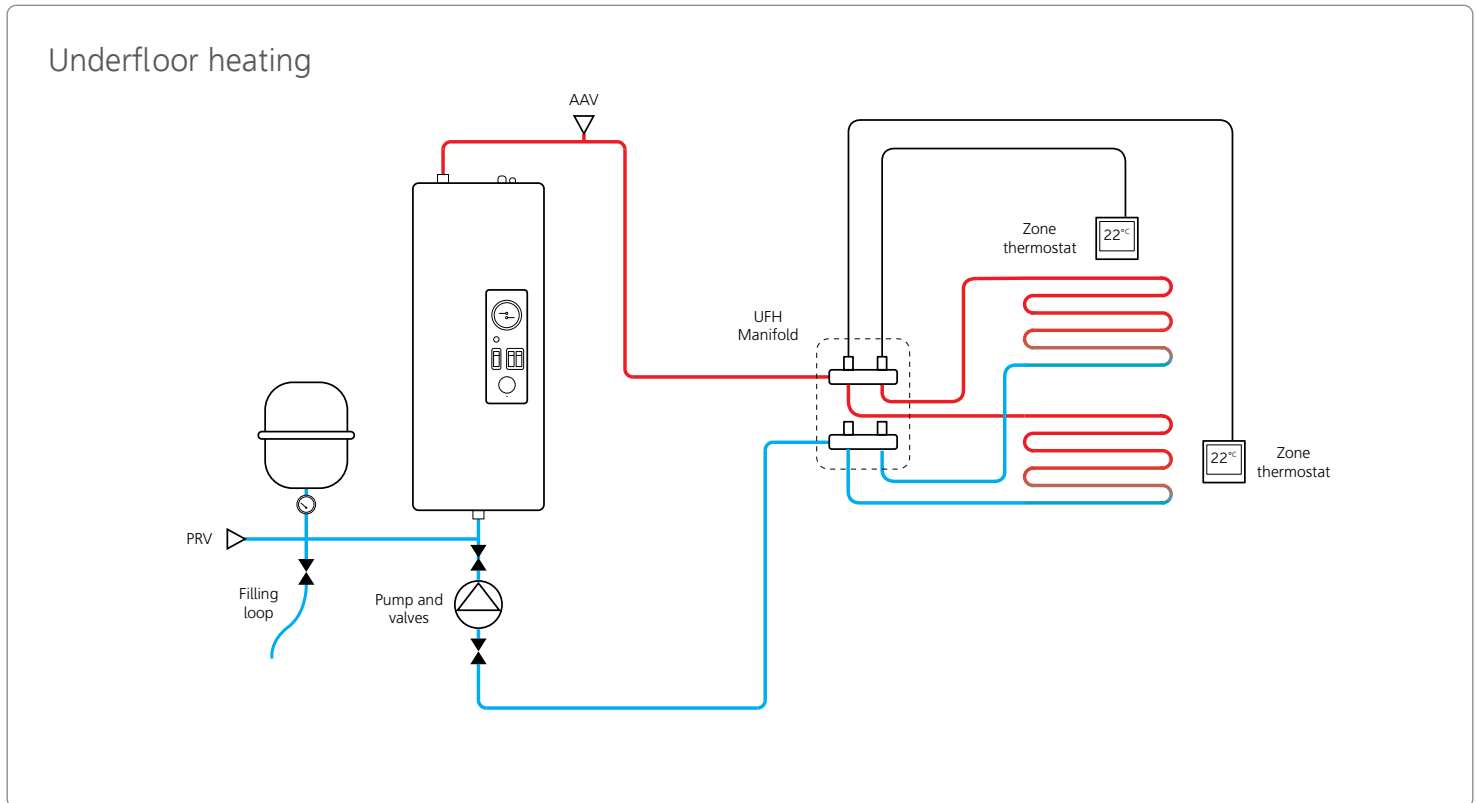 Underfloor heating
AAV
Zone
thermostat
22°C
UFH
Manifold
22°C
Zone
thermostat
PRV
Filling
loop
Pump and
valves